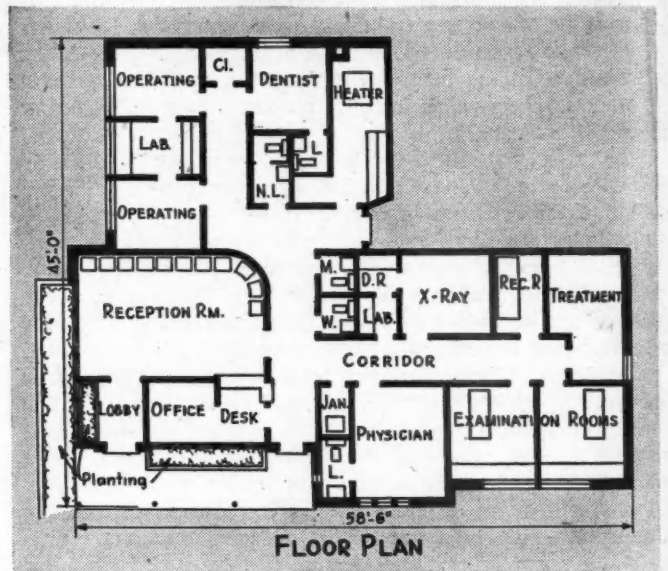 OPERATING
CL.
DENTIST
HEATER
LAB.
L.
N.L.
OPERATING
45'-0"
M.
D.R
X-RAY
REC.R
TREATMENT
RECEPTION RM.
W.
LAB.
CORRIDOR
LOBBY
OFFICE
DESK
JAN.
PHYSICIAN
EXAMINATION ROOMS
L.
Planting
58'-6"
FLOOR PLAN